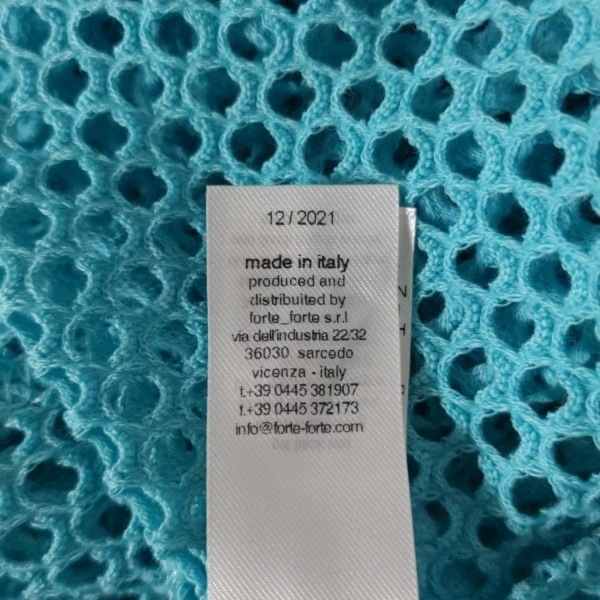 12 / 2021
made in italy
produced and
distribuited by
forte_forte s.r.l
via dell'industria 22/32
36030 sarcedo
vicenza - italy
t.+39 0445 381907
f.+39 0445 372173
info@forte-forte.com